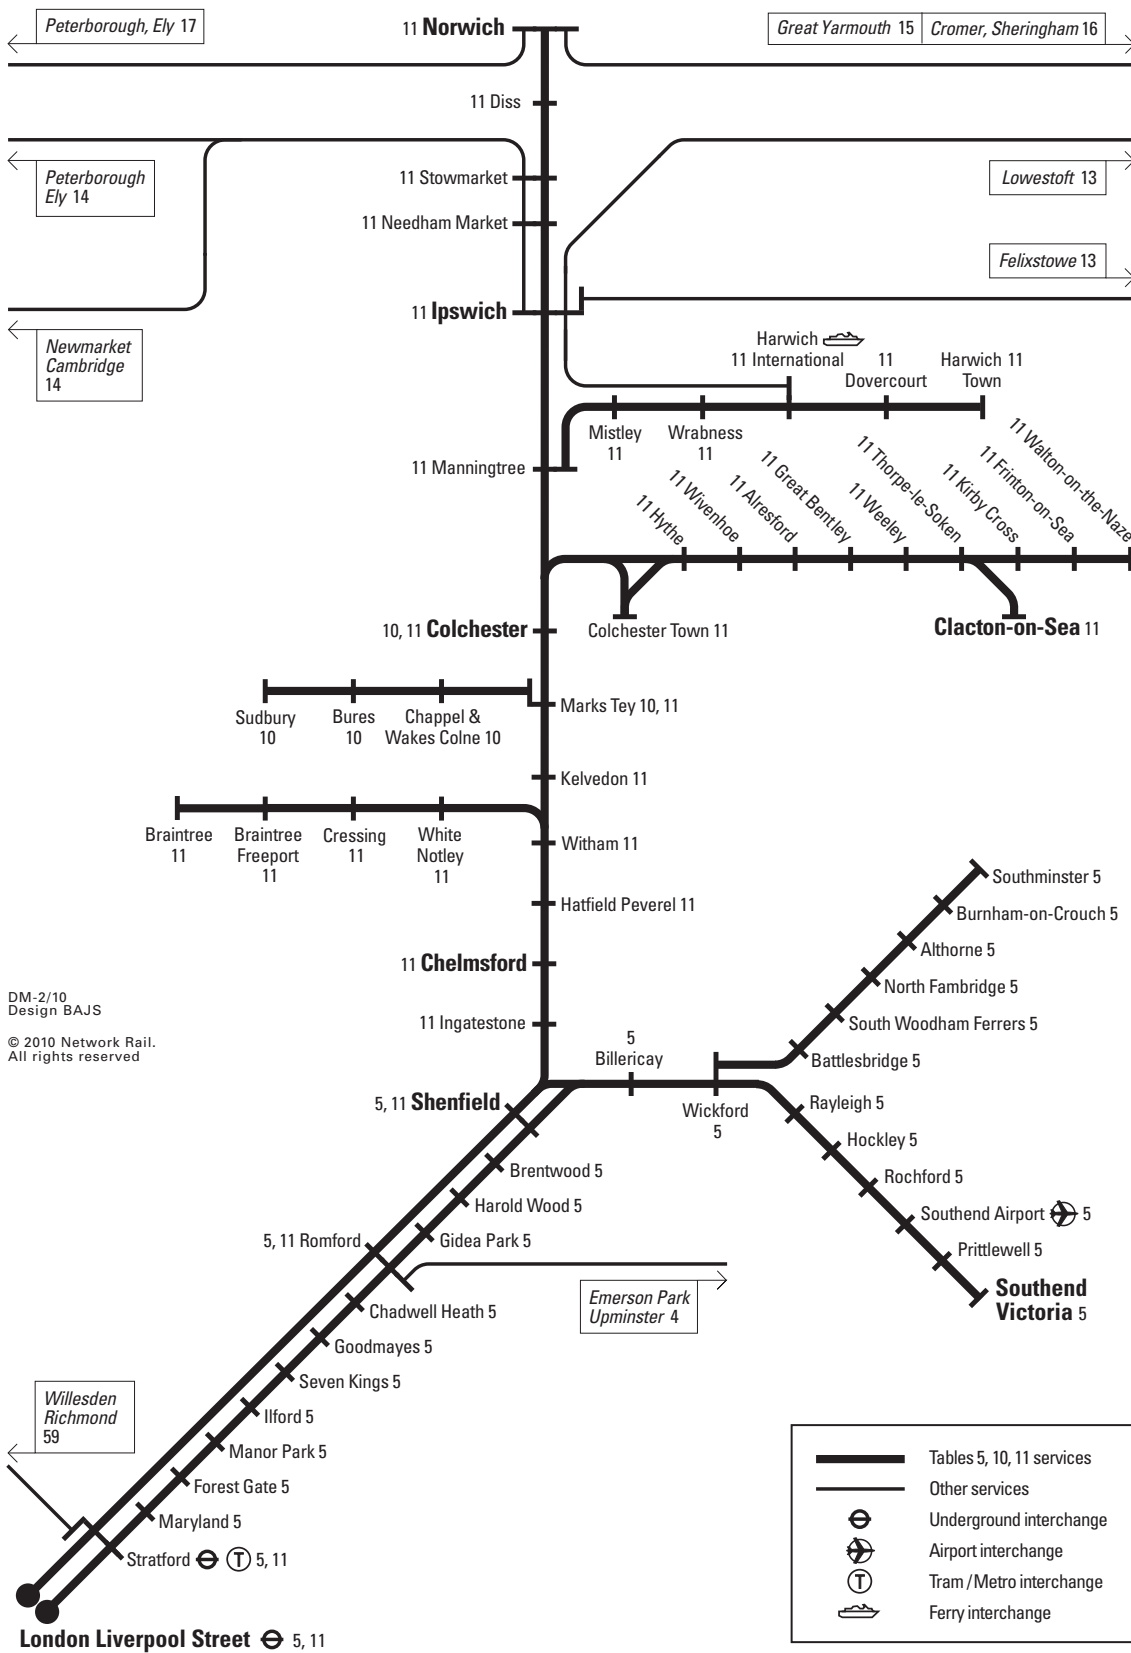 Peterborough, Ely 17
11 Norwich
Great Yarmouth 15
Cromer, Sheringham 16
11 Diss
Peterborough
Ely 14
11 Stowmarket
Lowestoft 13
11 Needham Market
Felixstowe 13
11 Ipswich
Newmarket
Cambridge
14
Harwich
11 International
11
Dovercourt
Harwich 11
Town
Mistley
11
Wrabness
11
11 Manningtree
11 Hythe
11 Wivenhoe
11 Alresford
11 Great Bentley
11 Weeley
11 Thorpe-le-Soken
11 Kirby Cross
11 Frinton-on-Sea
11 Walton-on-the-Naze
10, 11 Colchester
Colchester Town 11
Clacton-on-Sea 11
Marks Tey 10, 11
Sudbury
10
Bures
10
Chappel &
Wakes Colne 10
Kelvedon 11
Braintree
11
Braintree
Freeport
11
Cressing
11
White
Notley
11
Witham 11
Hatfield Peverel 11
11 Chelmsford
11 Ingatestone
Southminster 5
Burnham-on-Crouch 5
Althorne 5
North Fambridge 5
South Woodham Ferrers 5
Battlesbridge 5
DM-2/10
Design BAJS
© 2010 Network Rail.
All rights reserved
5
Billericay
Wickford
5
5, 11 Shenfield
Rayleigh 5
Hockley 5
Rochford 5
Southend Airport 5
Prittlewell 5
Southend
Victoria 5
Brentwood 5
Harold Wood 5
Gidea Park 5
5, 11 Romford
Emerson Park
Upminster 4
Chadwell Heath 5
Goodmayes 5
Seven Kings 5
Ilford 5
Manor Park 5
Forest Gate 5
Maryland 5
Willesden
Richmond
59
Stratford T 5, 11
London Liverpool Street 5, 11
Tables 5, 10, 11 services
Other services
Underground interchange
Airport interchange
T Tram / Metro interchange
Ferry interchange